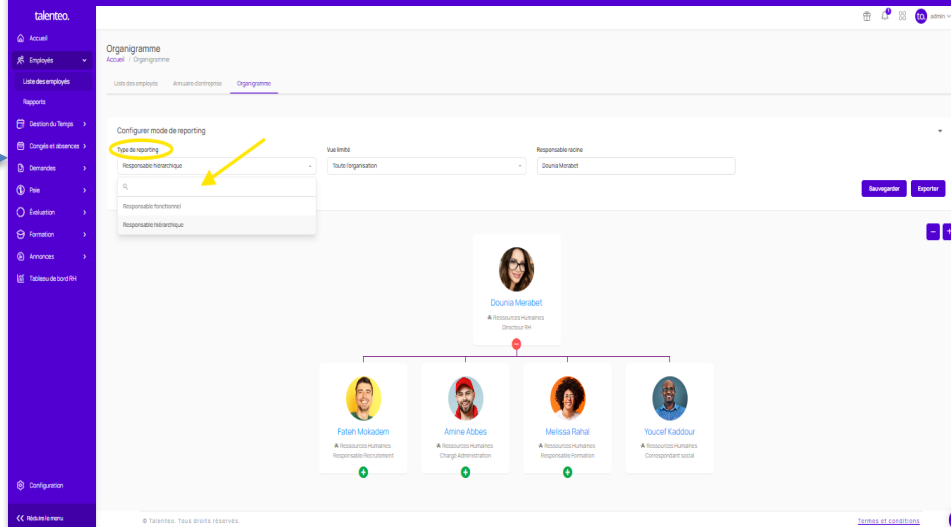 talenteo.
to. admin
Accueil
Employés
Liste des employés
Rapports
Gestion du Temps
Congés et absences
Demandes
Paie
Évaluation
Formation
Annonces
Tableau de bord RH
Configuration
Réduire le menu
Organigramme
Accueil / Organigramme
Liste des employés Annuaire d'entreprise Organigramme
Configurer mode de reporting
Type de reporting Vue limité Responsable racine
Responsable hiérarchique Toute l'organisation Dounia Merabet
Responsable fonctionnel
Responsable hiérarchique
Sauvegarder Exporter
Dounia Merabet
Ressources Humaines
Directeur RH
Fateh Mokadem Amine Abbes Melissa Rahal Youcef Kaddour
Ressources Humaines Ressources Humaines Ressources Humaines Ressources Humaines
Responsable Recrutement Chargé Administration Responsable Formation Correspondant social
© Talenteo. Tous droits réservés. Termes et conditions